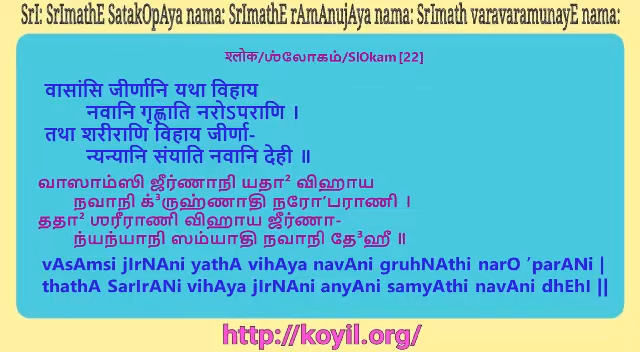 SrI: SrImathE SatakOpAya nama: SrImathE rAmAnujAya nama: SrImath varavaramunayE nama:
श्लोक/ஶ்லோகம்/SlOkam [22]
वासांसि जीर्णानि यथा विहाय
नवानि गृह्णाति नरोऽपराणि ।
तथा शरीराणि विहाय जीर्णा-
न्यन्यानि संयाति नवानि देही ॥
வாஸாம்ஸி ஜீர்ணாநி யதா² விஹாய
நவாநி க்³ருஹ்ணாதி நரோ’பராணி ।
ததா² ஶரீராணி விஹாய ஜீர்ணா-
ந்யந்யாநி ஸம்யாதி நவாநி தே³ஹீ ॥
vAsAmsi jIrNAni yathA vihAya navAni gruhNAthi narO ’parANi |
thathA SarIrANi vihAya jIrNAni anyAni samyAthi navAni dhEhI ||
http://koyil.org/